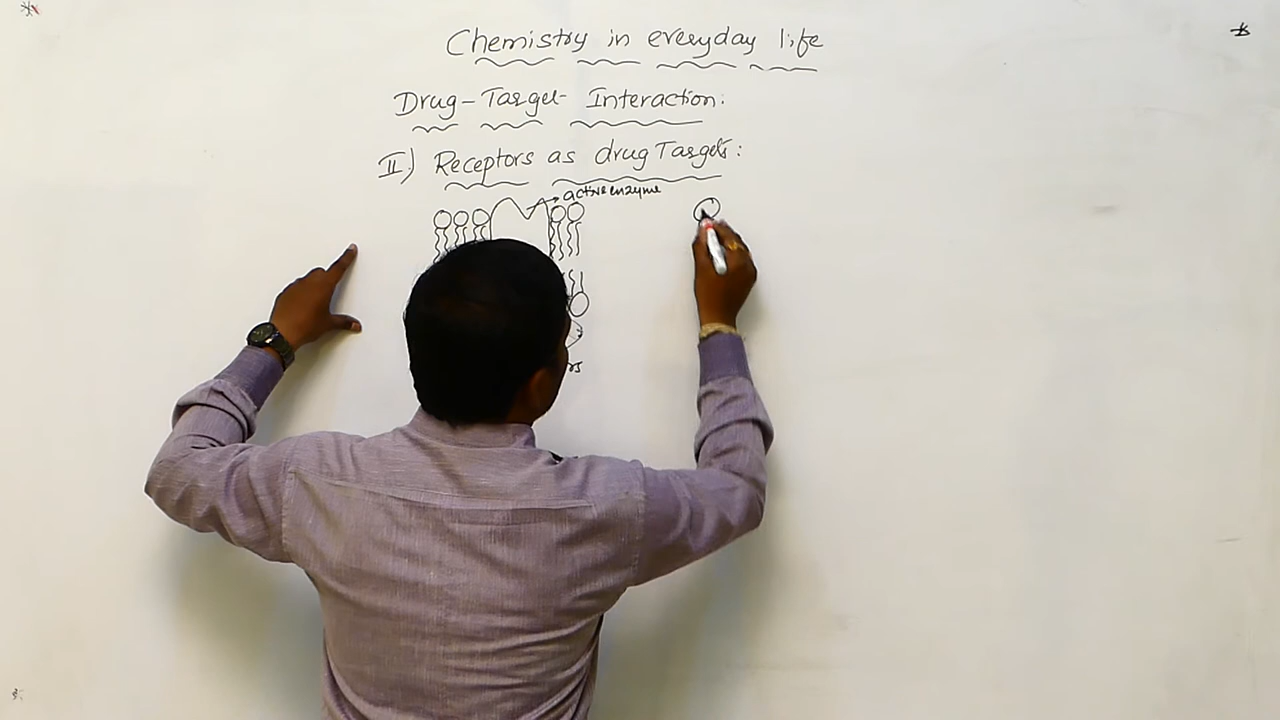 Chemistry in everyday life
Drug-Target Interaction:
II) Receptors as drug Targets:
active enzyme